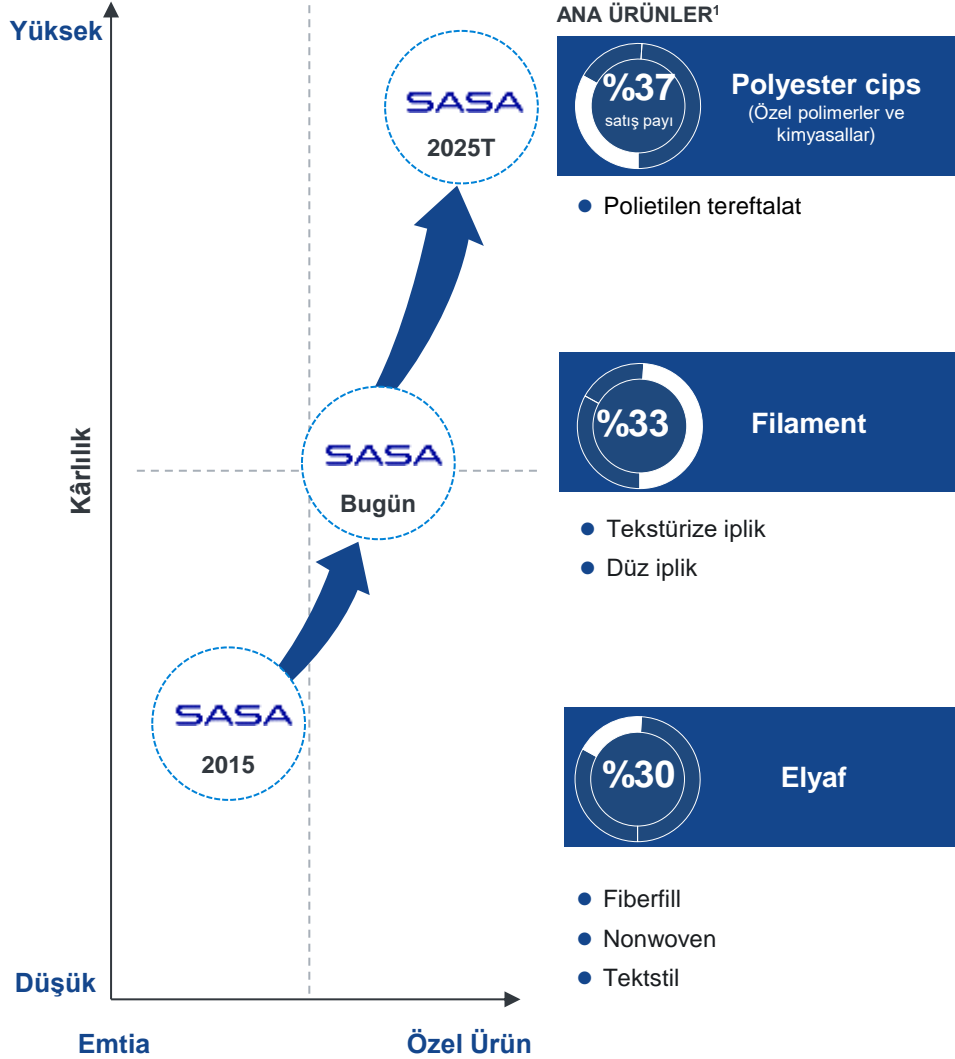 Yüksek
SASA
2025T
Kârlılık
SASA
Bugün
SASA
2015
Düşük
Emtia
Özel Ürün
ANA ÜRÜNLER¹
%37
satış payı
Polyester cips
(Özel polimerler ve
kimyasallar)
Polietilen tereftalat
%33
Filament
Tekstürize iplik
Düz iplik
%30
Elyaf
Fiberfill
Nonwoven
Tektstil